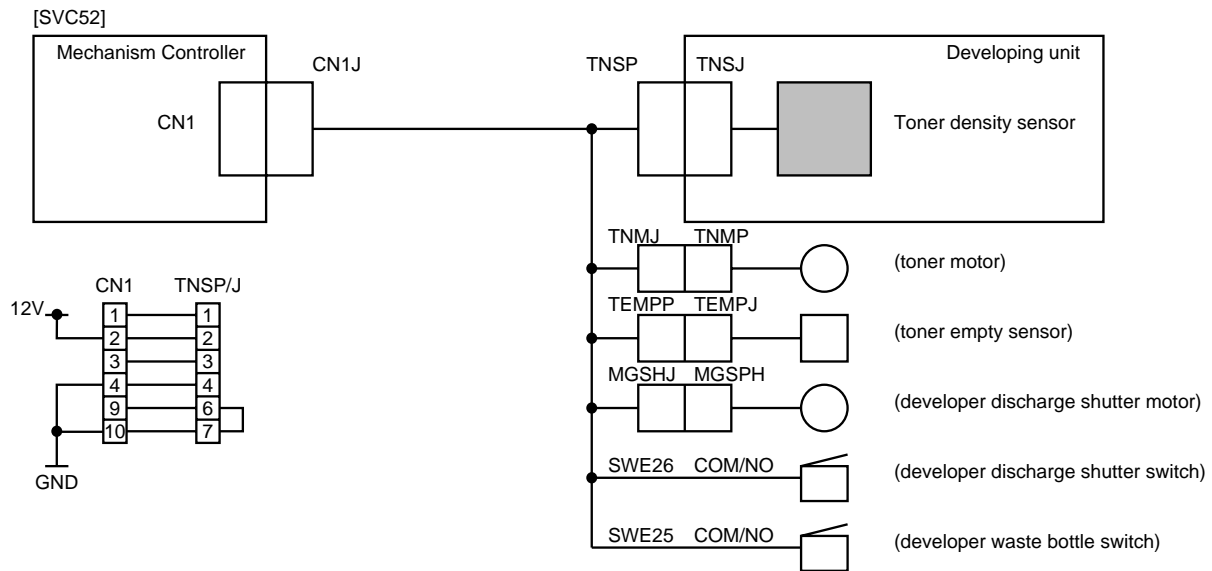 [SVC52]
Mechanism Controller
CN1J
TNSP
TNSJ
Developing unit
CN1
Toner density sensor
TNMJ TNMP
(toner motor)
CN1 TNSP/J
12V
1 1
2 2
3 3
4 4
9 6
10 7
GND
TEMPP TEMPJ
(toner empty sensor)
MGSHJ MGSPH
(developer discharge shutter motor)
SWE26 COM/NO
(developer discharge shutter switch)
SWE25 COM/NO
(developer waste bottle switch)